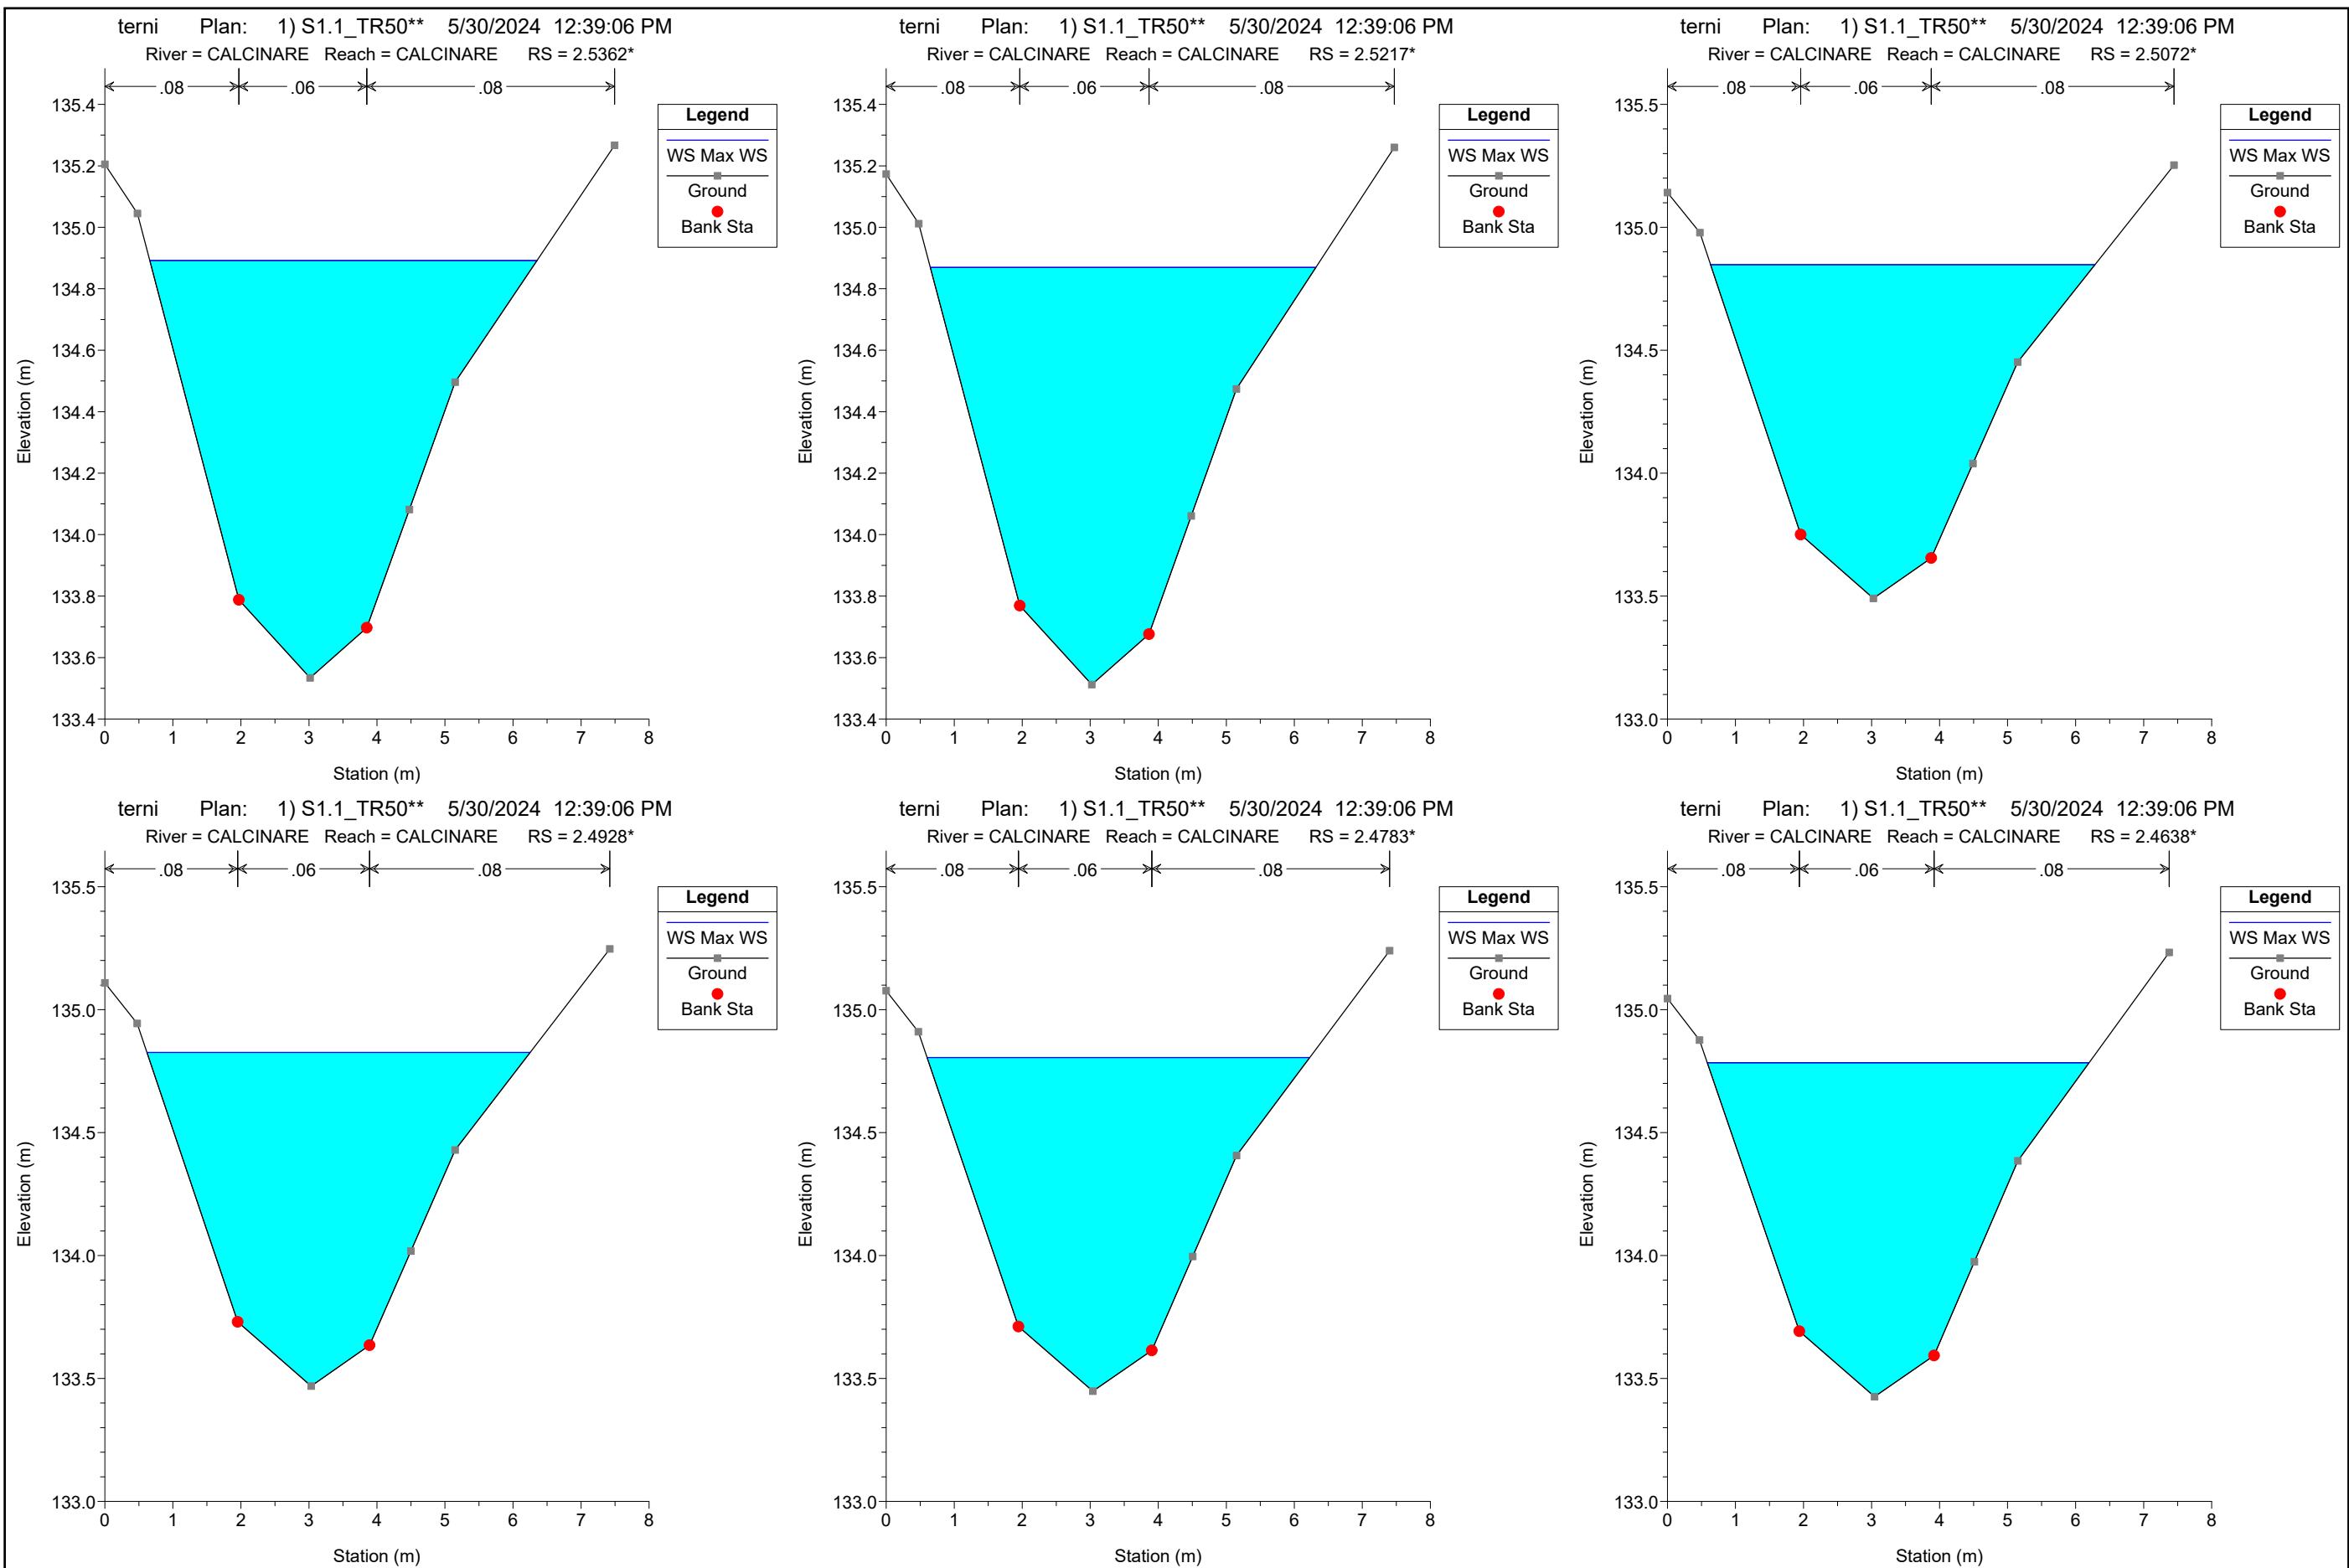 terni Plan: 1) S1.1_TR50** 5/30/2024 12:39:06 PM
River = CALCINARE Reach = CALCINARE RS = 2.5362*
.08 .06 .08
135.4
135.2
135.0
134.8
134.6
134.4
134.2
134.0
133.8
133.6
133.4
0 1 2 3 4 5 6 7 8
Station (m)
Elevation (m)
Legend
WS Max WS
Ground
Bank Sta
terni Plan: 1) S1.1_TR50** 5/30/2024 12:39:06 PM
River = CALCINARE Reach = CALCINARE RS = 2.5217*
.08 .06 .08
135.4
135.2
135.0
134.8
134.6
134.4
134.2
134.0
133.8
133.6
133.4
0 1 2 3 4 5 6 7 8
Station (m)
Elevation (m)
Legend
WS Max WS
Ground
Bank Sta
terni Plan: 1) S1.1_TR50** 5/30/2024 12:39:06 PM
River = CALCINARE Reach = CALCINARE RS = 2.5072*
.08 .06 .08
135.5
135.0
134.5
134.0
133.5
133.0
0 1 2 3 4 5 6 7 8
Station (m)
Elevation (m)
Legend
WS Max WS
Ground
Bank Sta
terni Plan: 1) S1.1_TR50** 5/30/2024 12:39:06 PM
River = CALCINARE Reach = CALCINARE RS = 2.4928*
.08 .06 .08
135.5
135.0
134.5
134.0
133.5
133.0
0 1 2 3 4 5 6 7 8
Station (m)
Elevation (m)
Legend
WS Max WS
Ground
Bank Sta
terni Plan: 1) S1.1_TR50** 5/30/2024 12:39:06 PM
River = CALCINARE Reach = CALCINARE RS = 2.4783*
.08 .06 .08
135.5
135.0
134.5
134.0
133.5
133.0
0 1 2 3 4 5 6 7 8
Station (m)
Elevation (m)
Legend
WS Max WS
Ground
Bank Sta
terni Plan: 1) S1.1_TR50** 5/30/2024 12:39:06 PM
River = CALCINARE Reach = CALCINARE RS = 2.4638*
.08 .06 .08
135.5
135.0
134.5
134.0
133.5
133.0
0 1 2 3 4 5 6 7 8
Station (m)
Elevation (m)
Legend
WS Max WS
Ground
Bank Sta